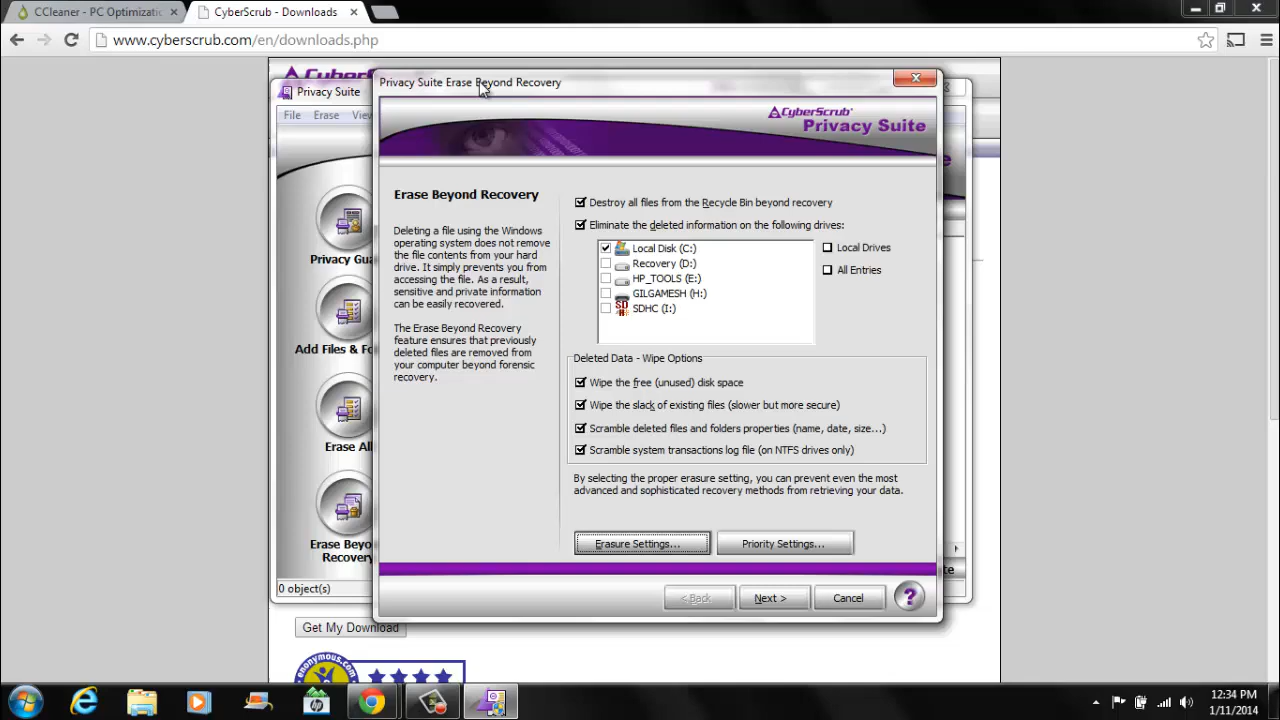 CCleaner - PC Optimizatio
CyberScrub - Downloads
www.cyberscrub.com/en/downloads.php
Privacy Suite
File Erase
Privacy Suite Erase Beyond Recovery
CyberScrub
Privacy Suite
Erase Beyond Recovery
Deleting a file using the Windows
operating system does not remove
the file contents from your hard
drive. It simply prevents you from
accessing the file. As a result,
sensitive and private information
can be easily recovered.
The Erase Beyond Recovery
feature ensures that previously
deleted files are removed from
your computer beyond forensic
recovery.
Destroy all files from the Recycle Bin beyond recovery
Eliminate the deleted information on the following drives:
Local Disk (C:)
Recovery (D:)
HP_TOOLS (E:)
GILGAMESH (H:)
SDHC (I:)
Local Drives
All Entries
Deleted Data - Wipe Options
Wipe the free (unused) disk space
Wipe the slack of existing files (slower but more secure)
Scramble deleted files and folders properties (name, date, size...)
Scramble system transactions log file (on NTFS drives only)
By selecting the proper erasure setting, you can prevent even the most
advanced and sophisticated recovery methods from retrieving your data.
Erasure Settings...
Priority Settings...
< Back
Next >
Cancel
?
Privacy Gua
Add Files & Fo
Erase All
Erase Beyo
Recovery
0 object(s)
Get My Download
enonymous.com
12:34 PM
1/11/2014